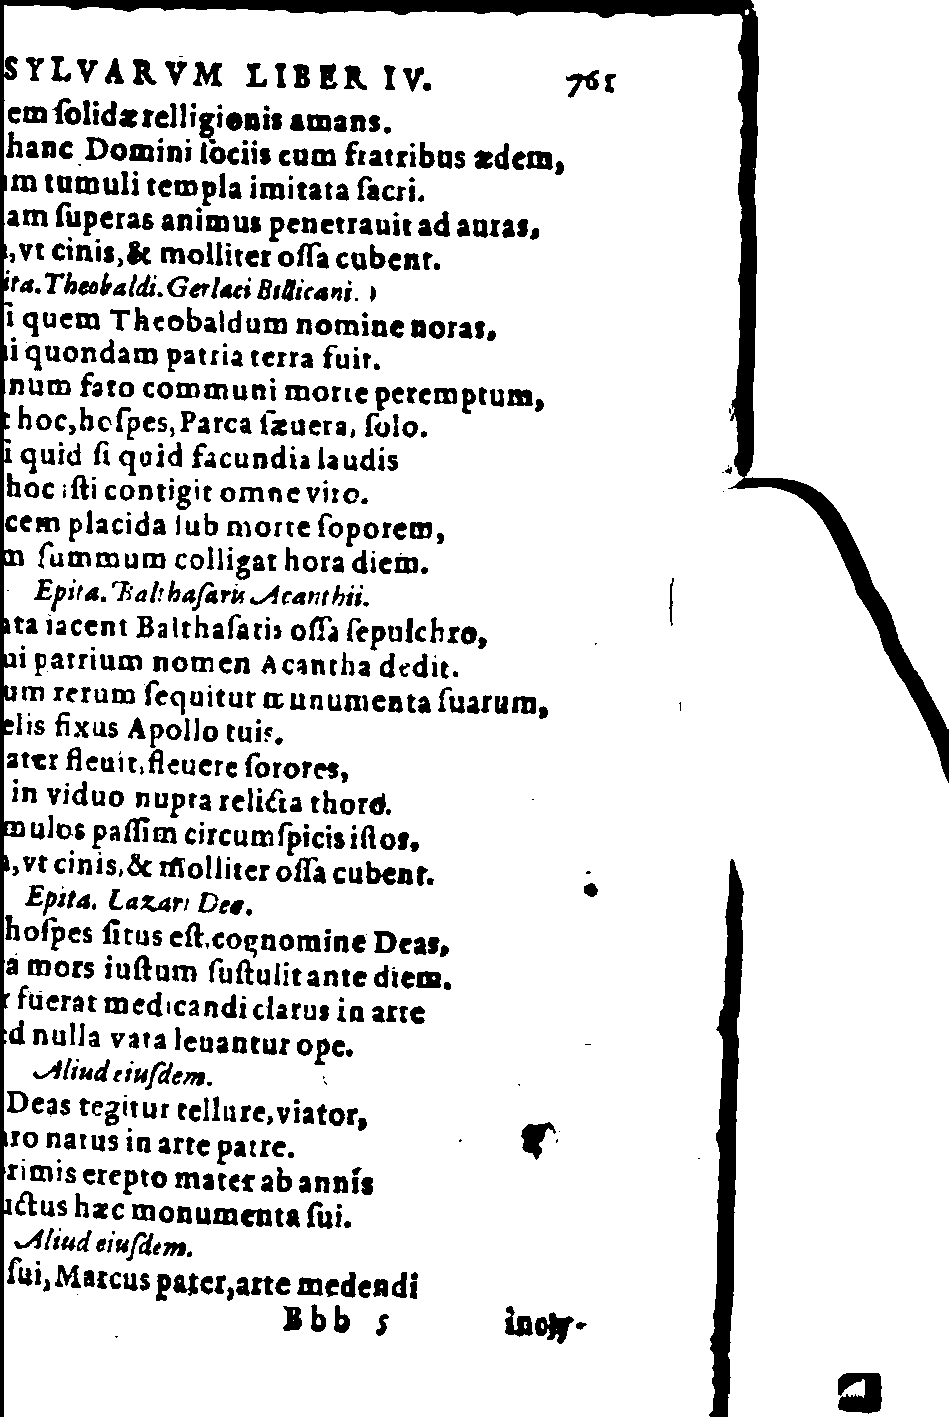 SYLVARVM LIBER IV. 761
em ſolidæ relligionis amans.
hanc Domini ſociis cum fratribus ædem,
m tumuli templa imitata ſacri.
am ſuperas animus penetrauit ad auras,
, vt cinis, & molliter oſſa cubent.
ita. Theobaldi. Gerlaci Billicani.
i quem Theobaldum nomine noras,
i quondam patria terra fuit.
num fato communi morte peremptum,
hoc, hoſpes, Parca ſæuera, ſolo.
i quid ſi quid facundia laudis
hoc iſti contigit omne viro.
cem placida ſub morte ſoporem,
m ſummum colligat hora diem.
Epita. Balthaſaris Acanthii.
ta iacent Balthaſaris oſſa ſepulchro,
ui patrium nomen Acantha dedit.
um rerum ſequitur munumenta ſuarum,
elis fixus Apollo tuis.
ater fleuit, fleuere ſorores,
in viduo nupta relicta thoro.
mulos paſſim circumſpicis iſtos,
, vt cinis, & molliter oſſa cubent.
Epita. Lazari Dea.
hoſpes ſitus eſt, cognomine Deas,
a mors iuſtum ſuſtulit ante diem.
r fuerat medicandi clarus in arte
d nulla vata leuantur ope.
Aliud eiuſdem.
Deas tegitur tellure, viator,
ro natus in arte patre.
rimis erepto mater ab annis
uctus hæc monumenta ſui.
Aliud eiuſdem.
ſui, Marcus pater, arte medendi
Bbb 5